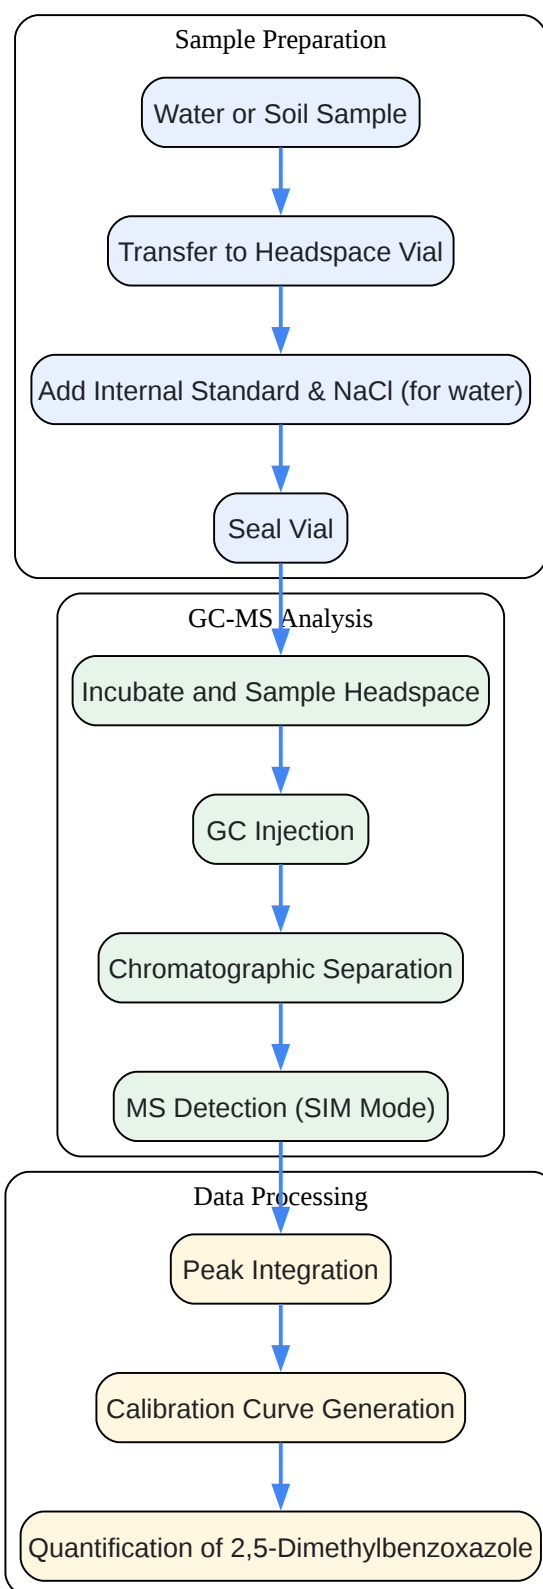 Sample Preparation
Water or Soil Sample
Transfer to Headspace Vial
Add Internal Standard & NaCl (for water)
Seal Vial
GC-MS Analysis
Incubate and Sample Headspace
GC Injection
Chromatographic Separation
MS Detection (SIM Mode)
Data Processing
Peak Integration
Calibration Curve Generation
Quantification of 2,5-Dimethylbenzoxazole